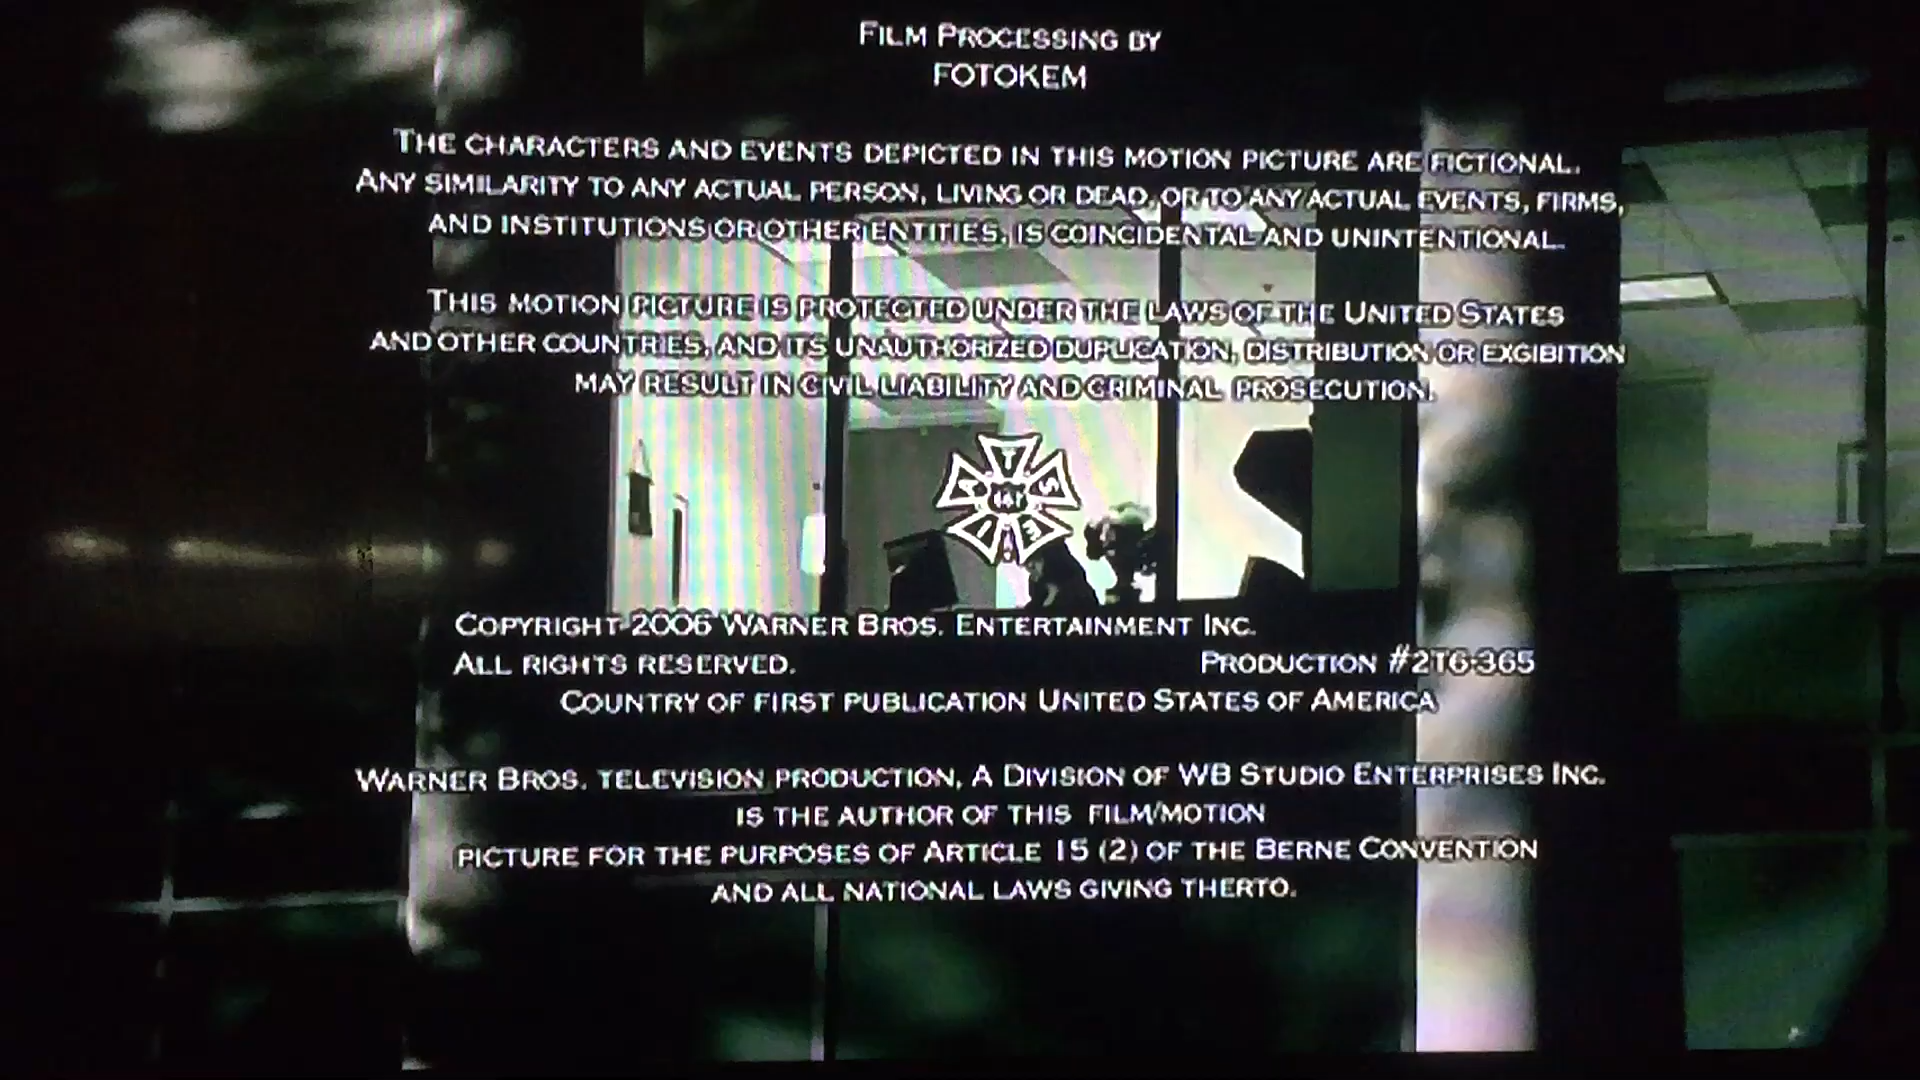 FILM PROCESSING BY
FOTOKEM
THE CHARACTERS AND EVENTS DEPICTED IN THIS MOTION PICTURE ARE FICTIONAL.
ANY SIMILARITY TO ANY ACTUAL PERSON, LIVING OR DEAD, OR TO ANY ACTUAL EVENTS, FIRMS,
AND INSTITUTIONS OR OTHER ENTITIES, IS COINCIDENTAL AND UNINTENTIONAL.
THIS MOTION PICTURE IS PROTECTED UNDER THE LAWS OF THE UNITED STATES
AND OTHER COUNTRIES, AND ITS UNAUTHORIZED DUPLICATION, DISTRIBUTION OR EXGIBITION
MAY RESULT IN CIVIL LIABILITY AND CRIMINAL PROSECUTION.
I A T S E
COPYRIGHT 2006 WARNER BROS. ENTERTAINMENT INC.
ALL RIGHTS RESERVED. PRODUCTION #2T6365
COUNTRY OF FIRST PUBLICATION UNITED STATES OF AMERICA
WARNER BROS. TELEVISION PRODUCTION, A DIVISION OF WB STUDIO ENTERPRISES INC.
IS THE AUTHOR OF THIS FILM/MOTION
PICTURE FOR THE PURPOSES OF ARTICLE 15 (2) OF THE BERNE CONVENTION
AND ALL NATIONAL LAWS GIVING THERTO.